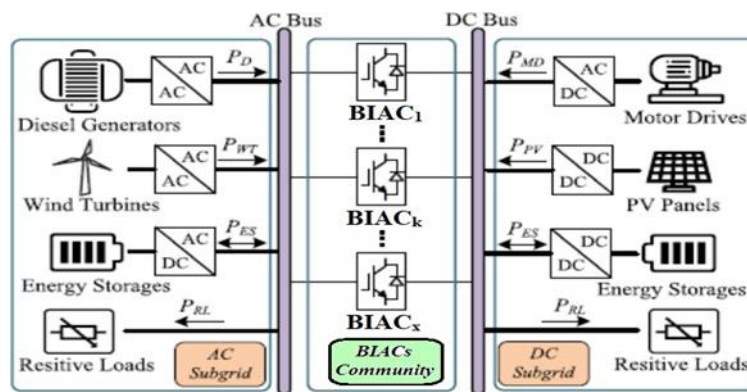 AC Bus
DC Bus
P_D
AC
AC
Diesel Generators
BIAC₁
P_MD
AC
DC
Motor Drives
P_WT
AC
AC
Wind Turbines
BIACₖ
P_PV
DC
DC
PV Panels
P_ES
AC
DC
Energy Storages
BIACₓ
P_ES
DC
DC
Energy Storages
P_RL
Resitive Loads
AC
Subgrid
BIACs
Community
DC
Subgrid
P_RL
Resitive Loads